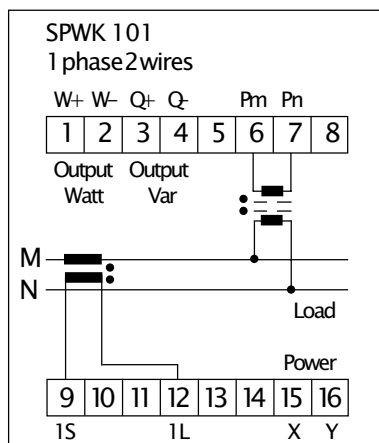 SPWK 101
1 phase 2 wires
W+ W- Q+ Q- Pm Pn
1 2 3 4 5 6 7 8
Output Output
Watt Var
M
N
Load
Power
9 10 11 12 13 14 15 16
1S 1L X Y